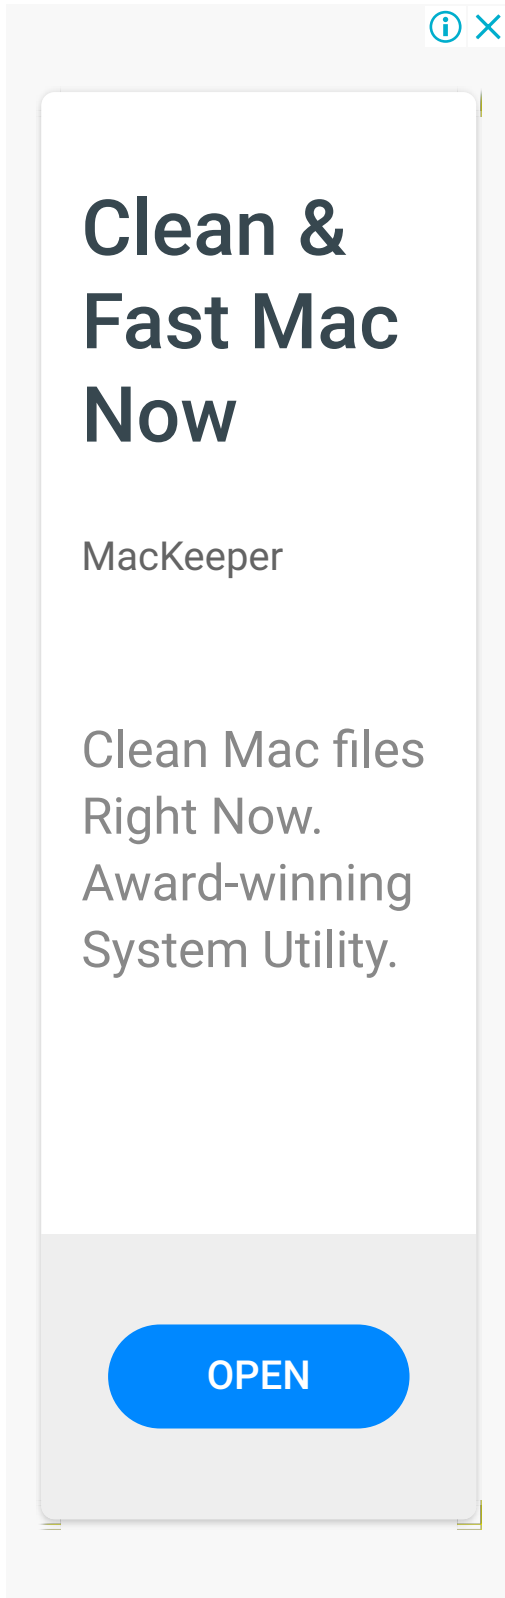 Clean &
Fast Mac
Now
MacKeeper
Clean Mac files
Right Now.
Award-winning
System Utility.
OPEN